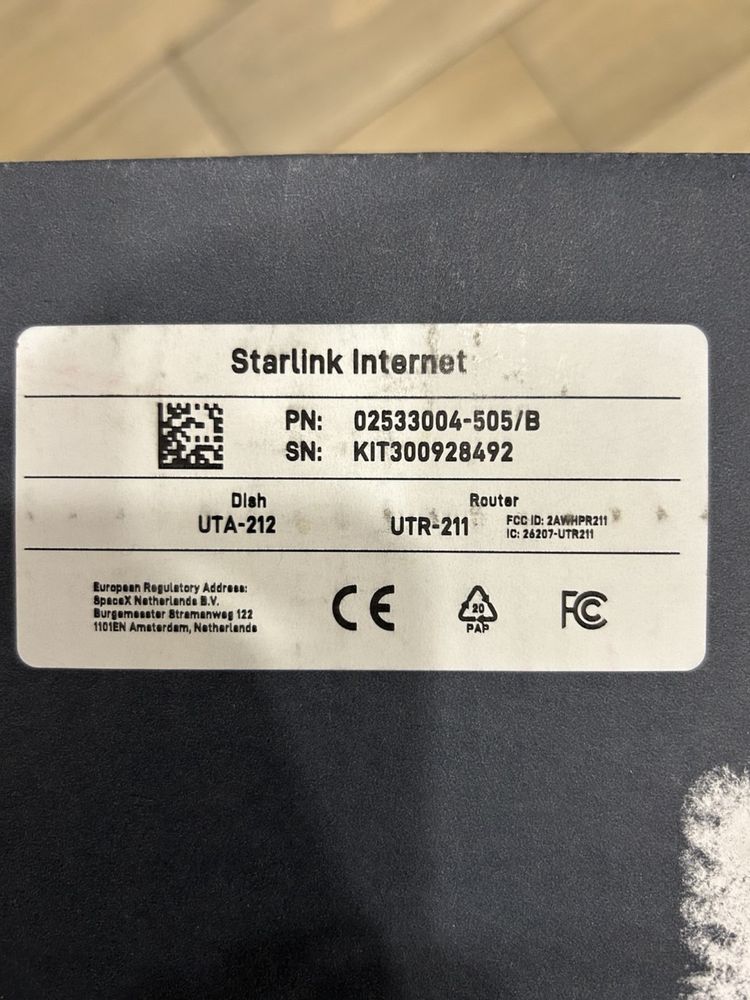 Starlink Internet
PN: 02533004-505/B
SN: KIT300928492
Dish
UTA-212
Router
UTR-211
FCC ID: 2AWHPR211
IC: 26207-UTR211
European Regulatory Address:
SpaceX Netherlands B.V.
Burgemeester Stramanweg 122
1101EN Amsterdam, Netherlands
CE
20
PAP
FC